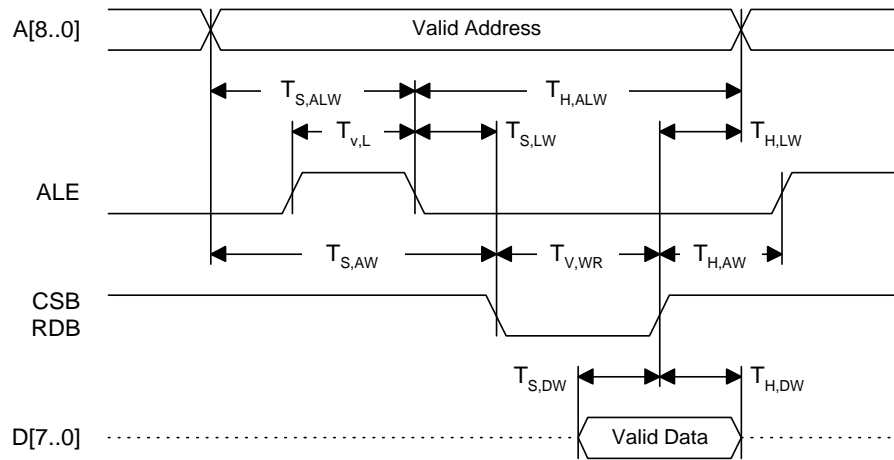 A[8..0] Valid Address
T_S,ALW T_H,ALW
T_v,L T_S,LW T_H,LW
ALE
T_S,AW T_V,WR T_H,AW
CSB
RDB
T_S,DW T_H,DW
D[7..0] Valid Data